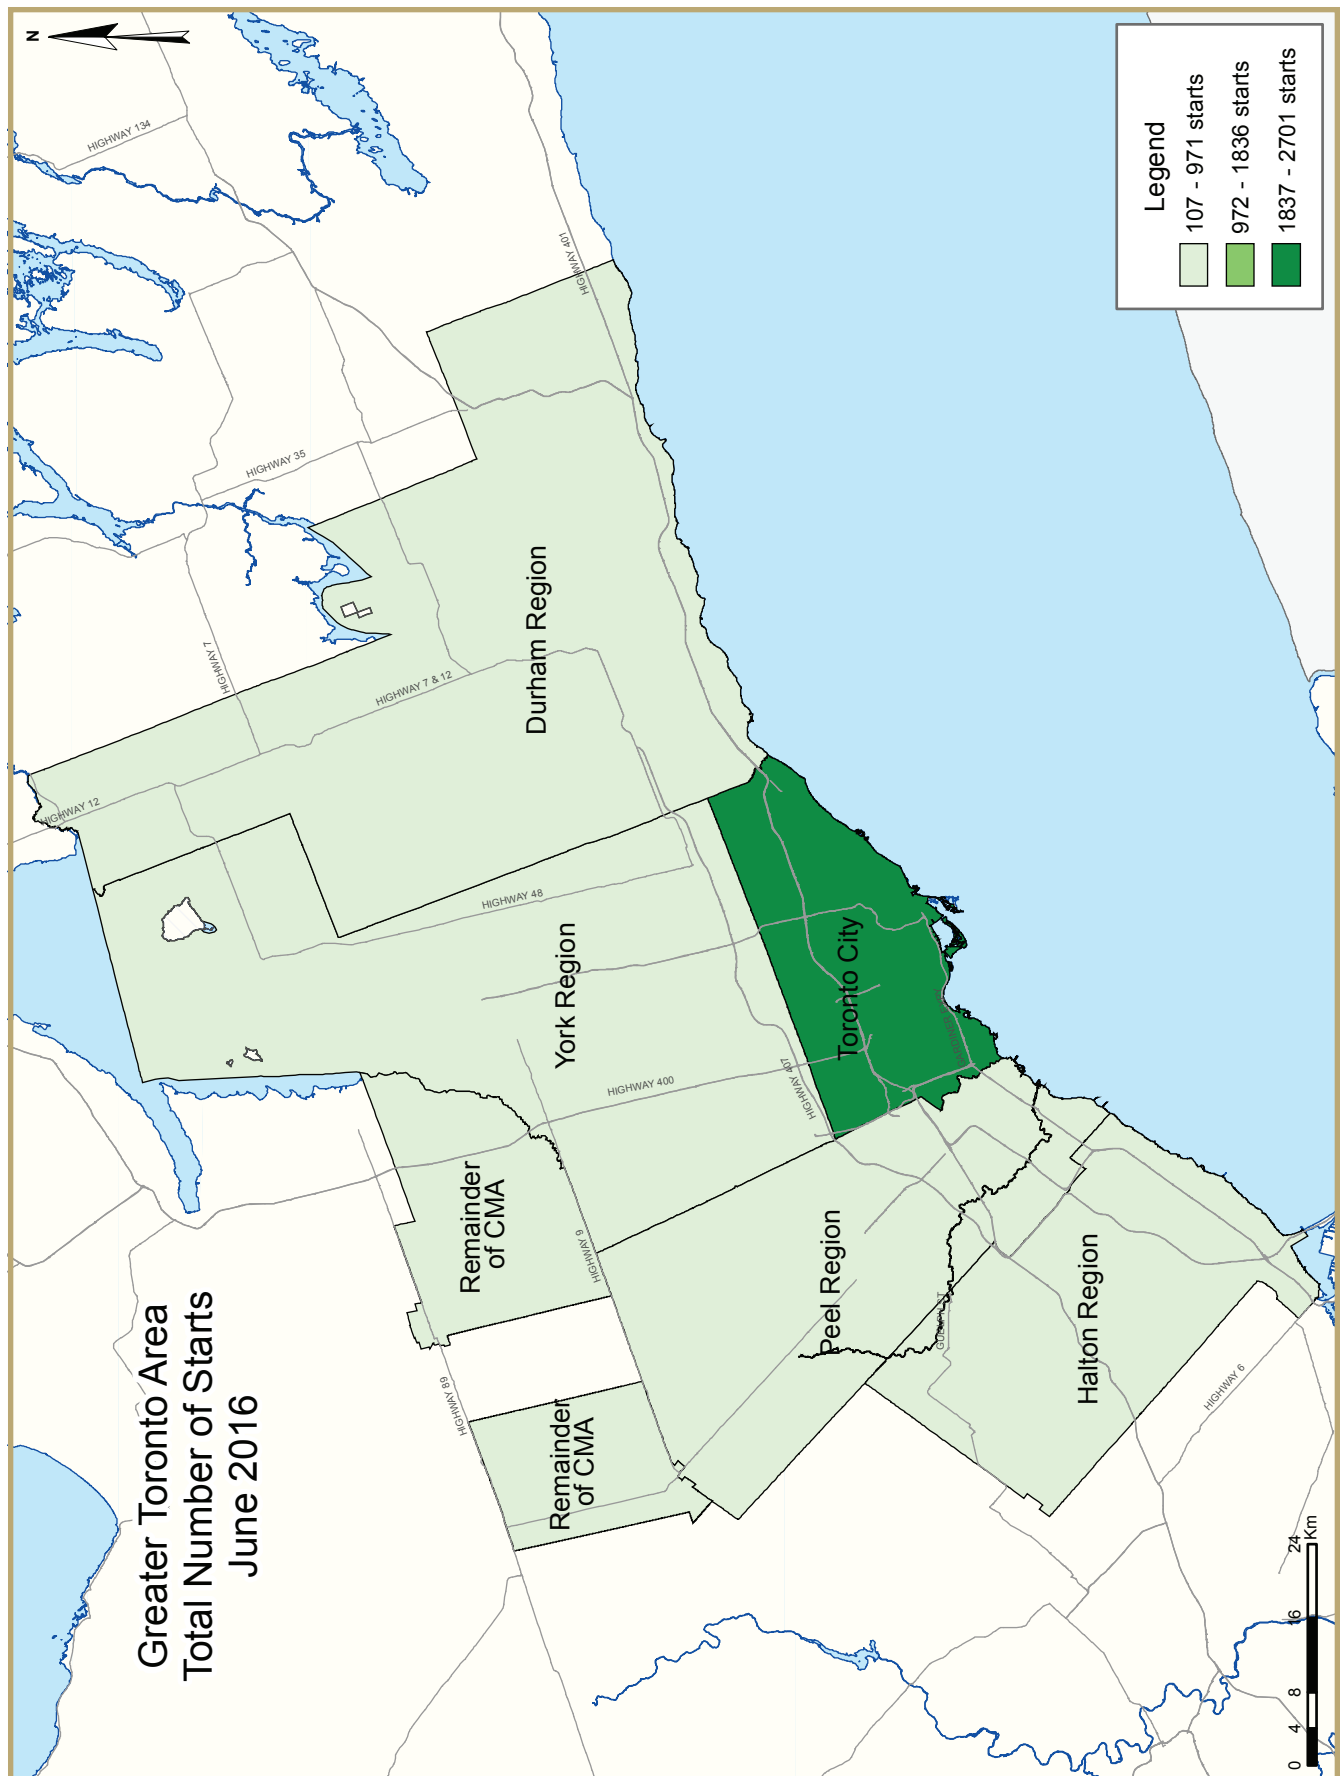 Greater Toronto Area
Total Number of Starts
June 2016
N
HIGHWAY 134
HIGHWAY 401
HIGHWAY 35
HIGHWAY 7
HIGHWAY 7 & 12
HIGHWAY 12
Durham Region
HIGHWAY 48
York Region
HIGHWAY 400
HIGHWAY 407
Toronto City
Remainder
of CMA
HIGHWAY 9
HIGHWAY 89
Remainder
of CMA
Peel Region
GUELPH ST
Halton Region
HIGHWAY 6
Legend
107 - 971 starts
972 - 1836 starts
1837 - 2701 starts
0 4 8 16 24
Km